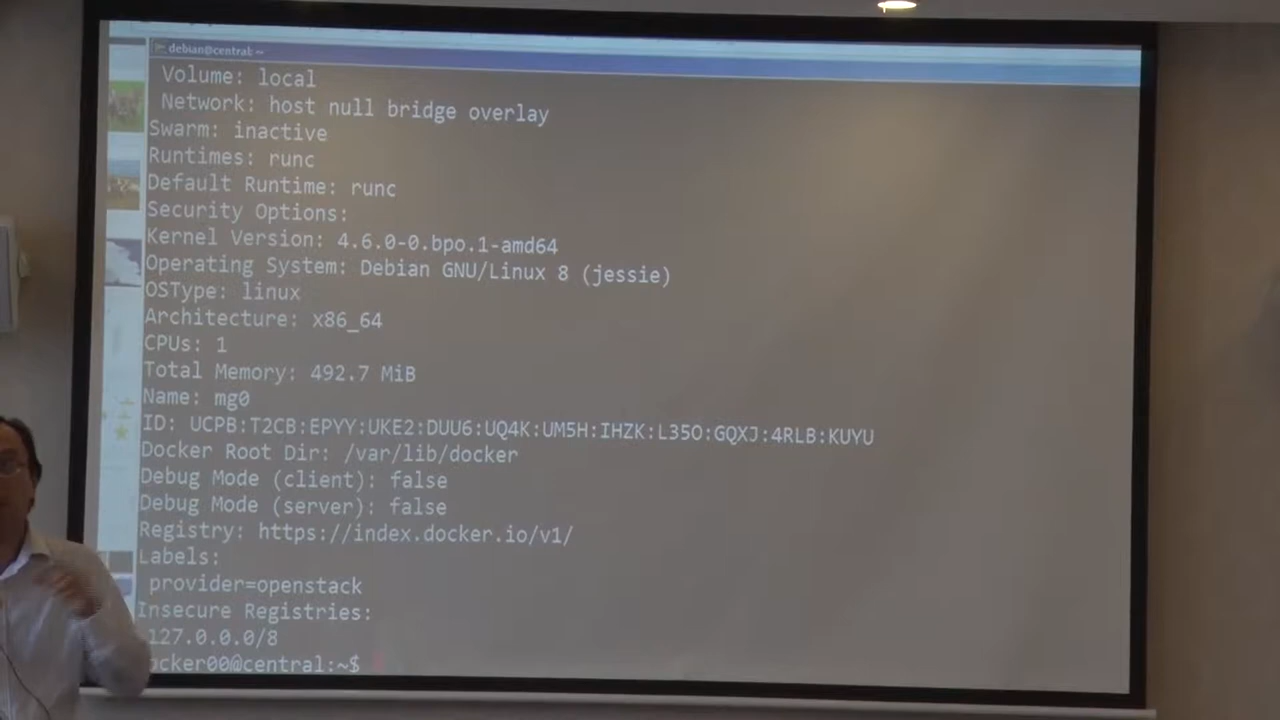 debian@central: ~
Volume: local
Network: host null bridge overlay
Swarm: inactive
Runtimes: runc
Default Runtime: runc
Security Options:
Kernel Version: 4.6.0-0.bpo.1-amd64
Operating System: Debian GNU/Linux 8 (jessie)
OSType: linux
Architecture: x86_64
CPUs: 1
Total Memory: 492.7 MiB
Name: mg0
ID: UCPB:T2CB:EPYY:UKE2:DUU6:UQ4K:UM5H:IHZK:L35O:GQXJ:4RLB:KUYU
Docker Root Dir: /var/lib/docker
Debug Mode (client): false
Debug Mode (server): false
Registry: https://index.docker.io/v1/
Labels:
provider=openstack
Insecure Registries:
127.0.0.0/8
ocker00@central:~$